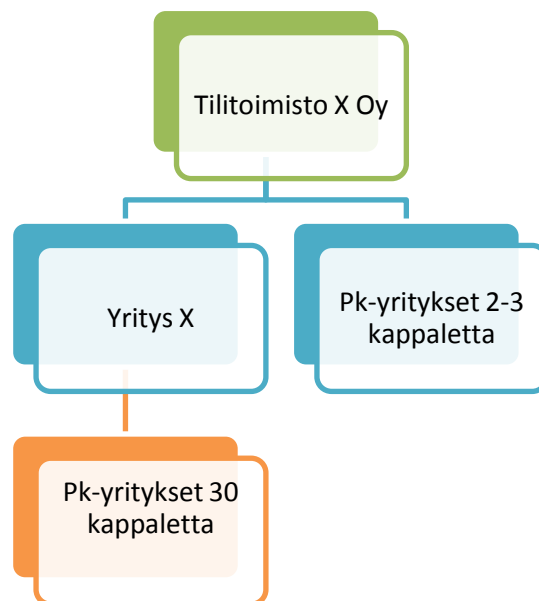 Tilitoimisto X Oy
Yritys X
Pk-yritykset 2-3
kappaletta
Pk-yritykset 30
kappaletta